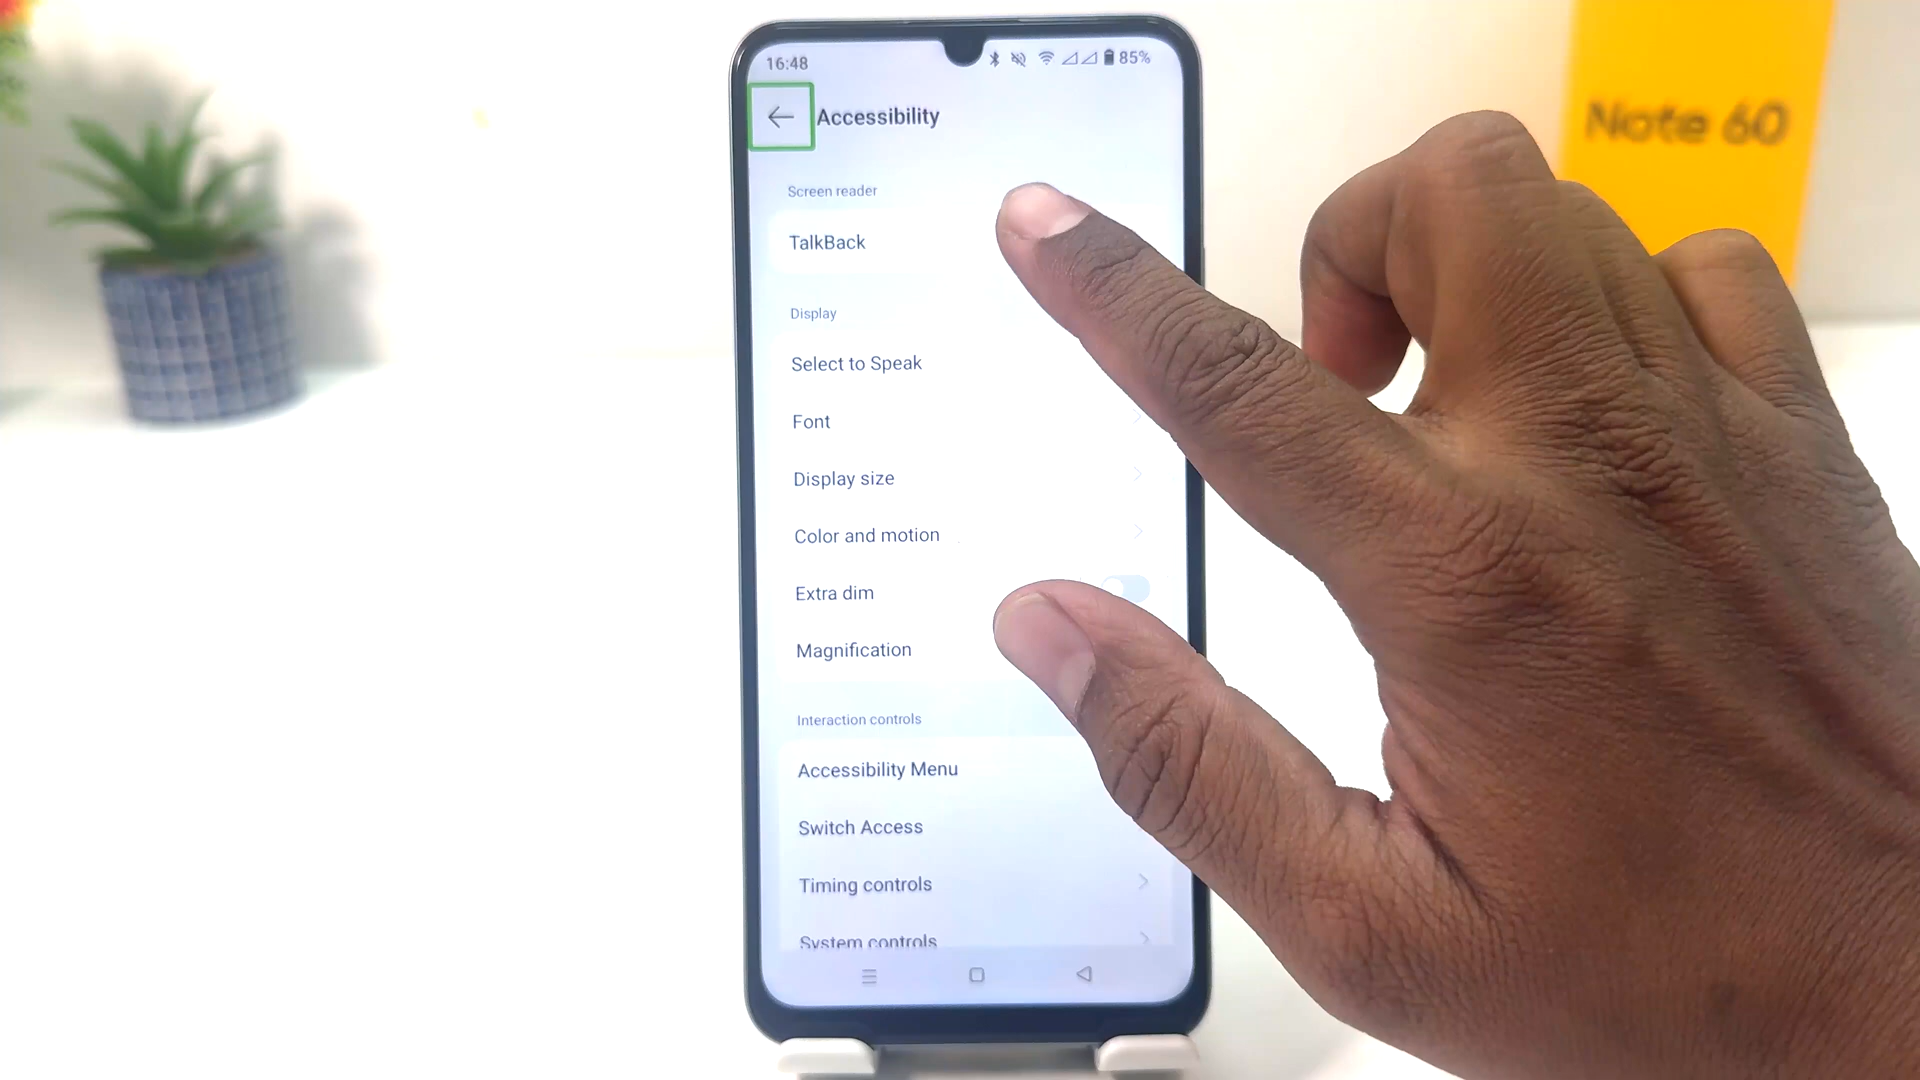 16:48
85%
Accessibility
Note 60
Screen reader
TalkBack
Display
Select to Speak
Font
Display size
Color and motion
Extra dim
Magnification
Interaction controls
Accessibility Menu
Switch Access
Timing controls
System controls